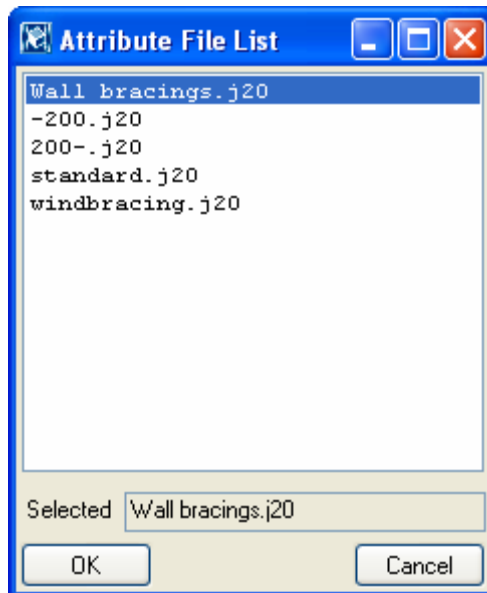 Attribute File List
Wall bracings.j20
-200.j20
200-.j20
standard.j20
windbracing.j20
Selected Wall bracings.j20
OK Cancel